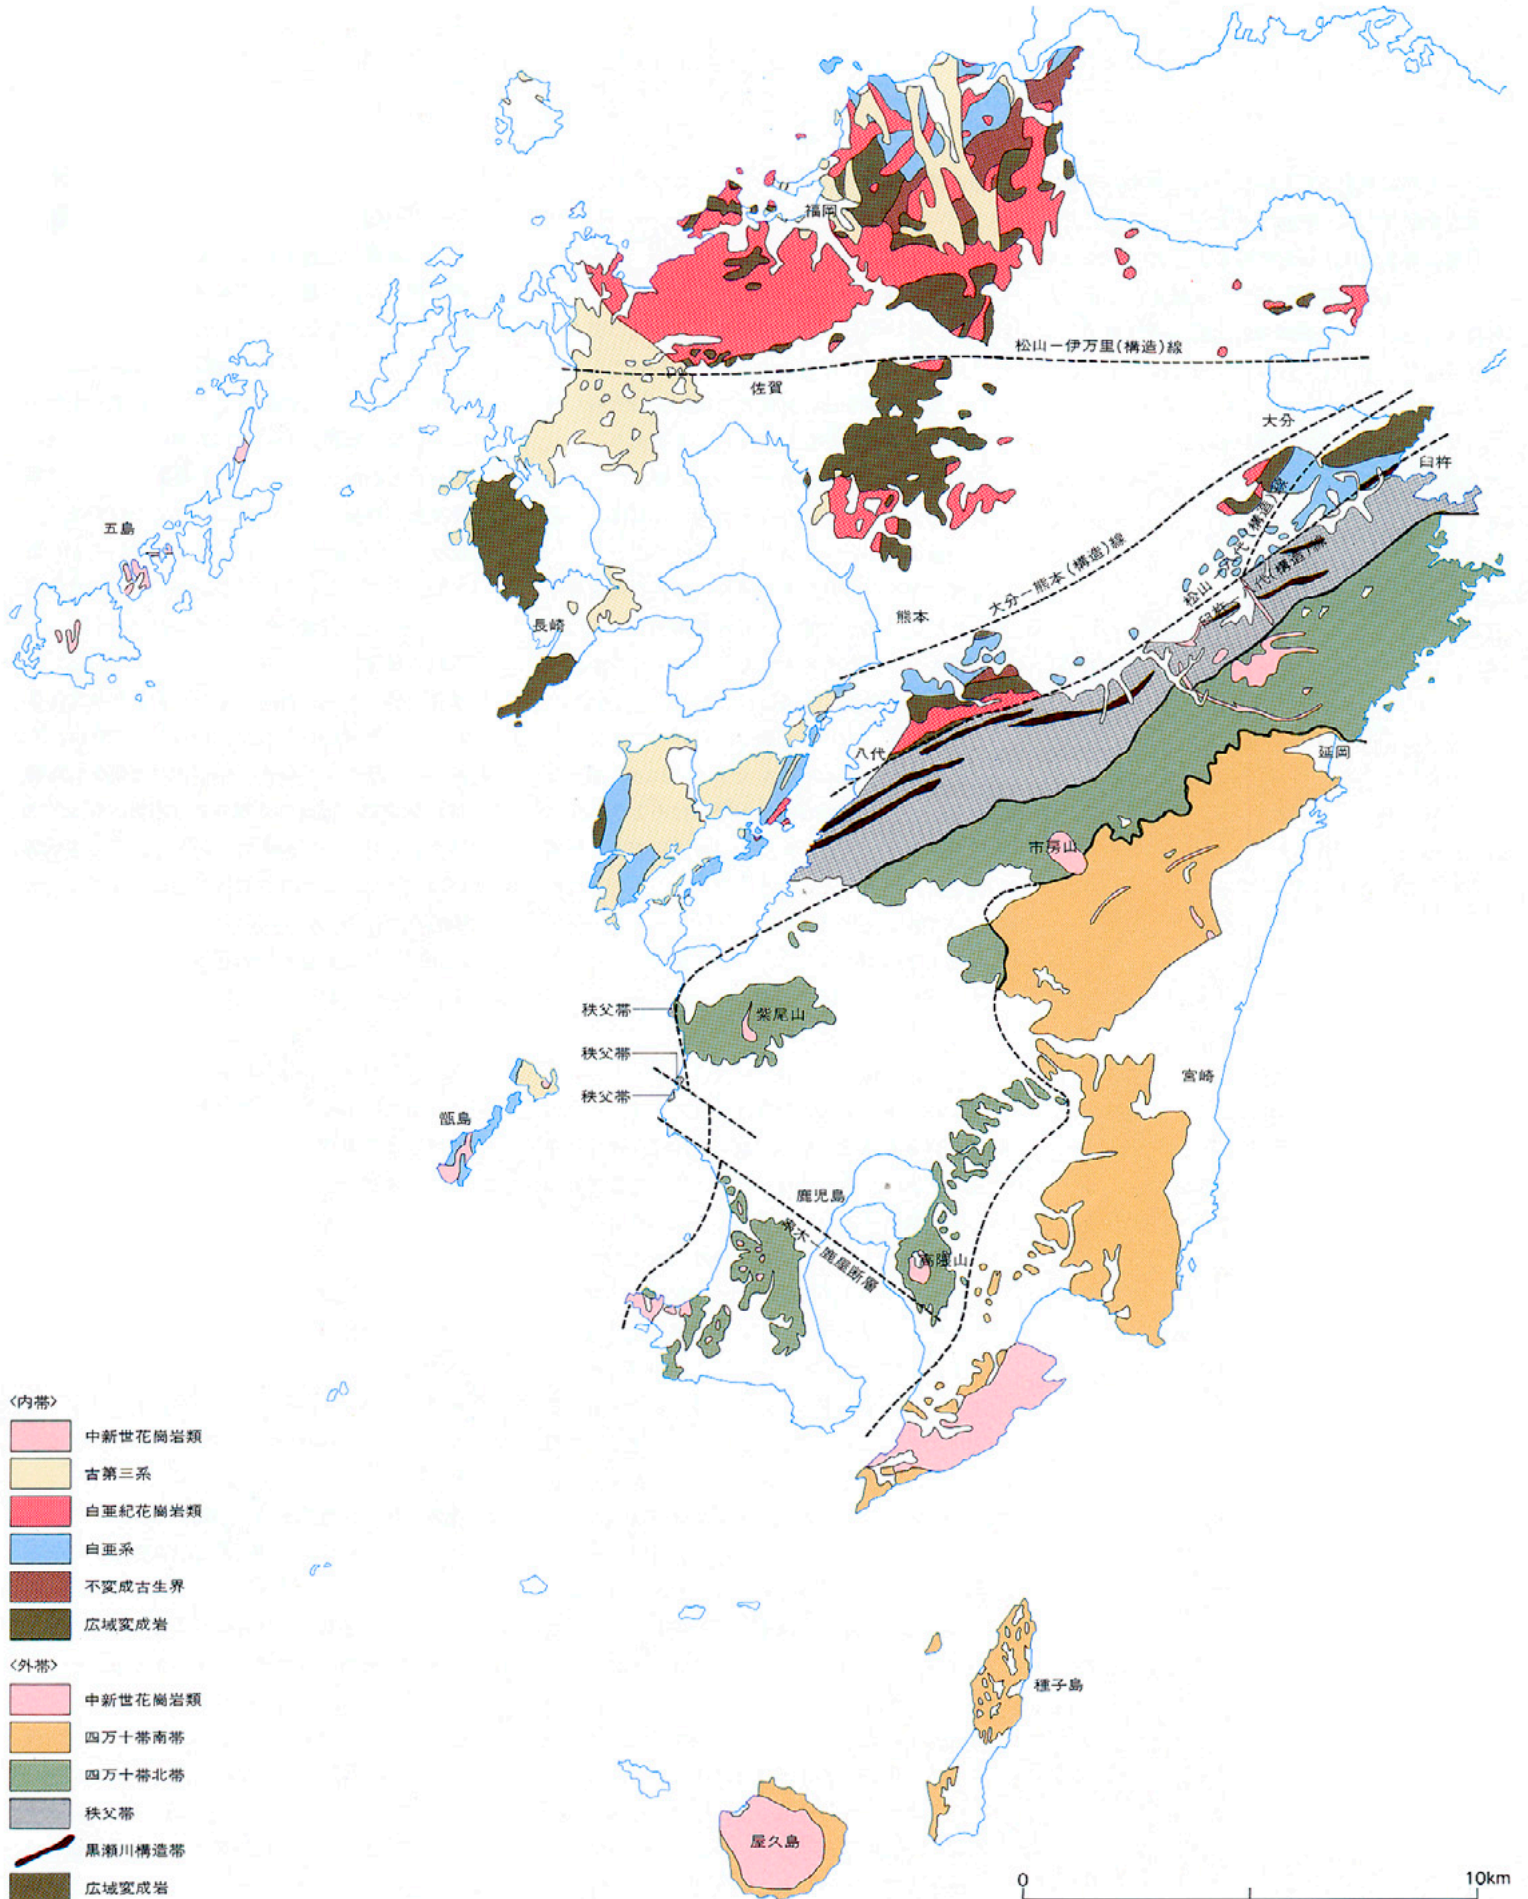 福岡
松山－伊万里(構造)線
佐賀
大分
臼杵
五島
大分－熊本(構造)線
熊本
長崎
八代
延岡
市房山
秩父帯
紫尾山
秩父帯
宮崎
秩父帯
甑島
鹿児島
鹿屋断層
高隈山
<内帯>
中新世花崗岩類
古第三系
白亜紀花崗岩類
白亜系
不変成古生界
広域変成岩
<外帯>
中新世花崗岩類
四万十帯南帯
四万十帯北帯
秩父帯
黒瀬川構造帯
広域変成岩
種子島
屋久島
0
10km